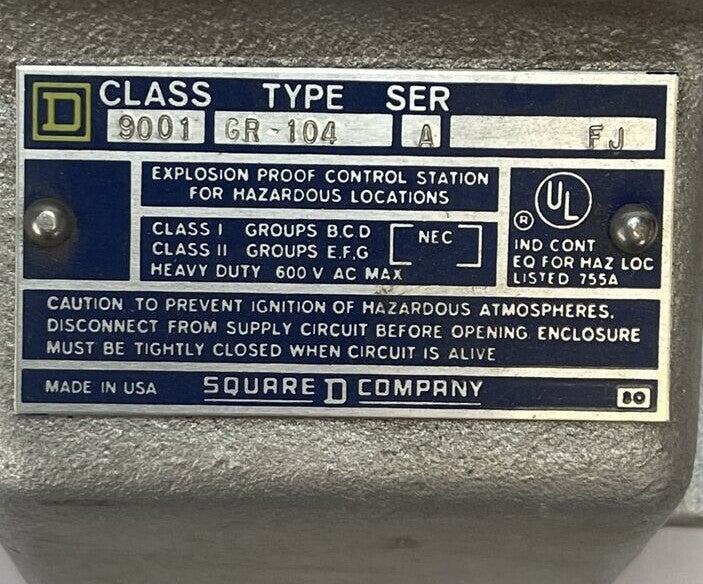 D CLASS TYPE SER
9001 GR-104 A FJ
EXPLOSION PROOF CONTROL STATION
FOR HAZARDOUS LOCATIONS
CLASS I GROUPS B.C.D
CLASS II GROUPS E.F.G
[NEC]
HEAVY DUTY 600 V AC MAX
UL
®
IND CONT
EQ FOR HAZ LOC
LISTED 755A
CAUTION TO PREVENT IGNITION OF HAZARDOUS ATMOSPHERES,
DISCONNECT FROM SUPPLY CIRCUIT BEFORE OPENING. ENCLOSURE
MUST BE TIGHTLY CLOSED WHEN CIRCUIT IS ALIVE
MADE IN USA SQUARE D COMPANY 80